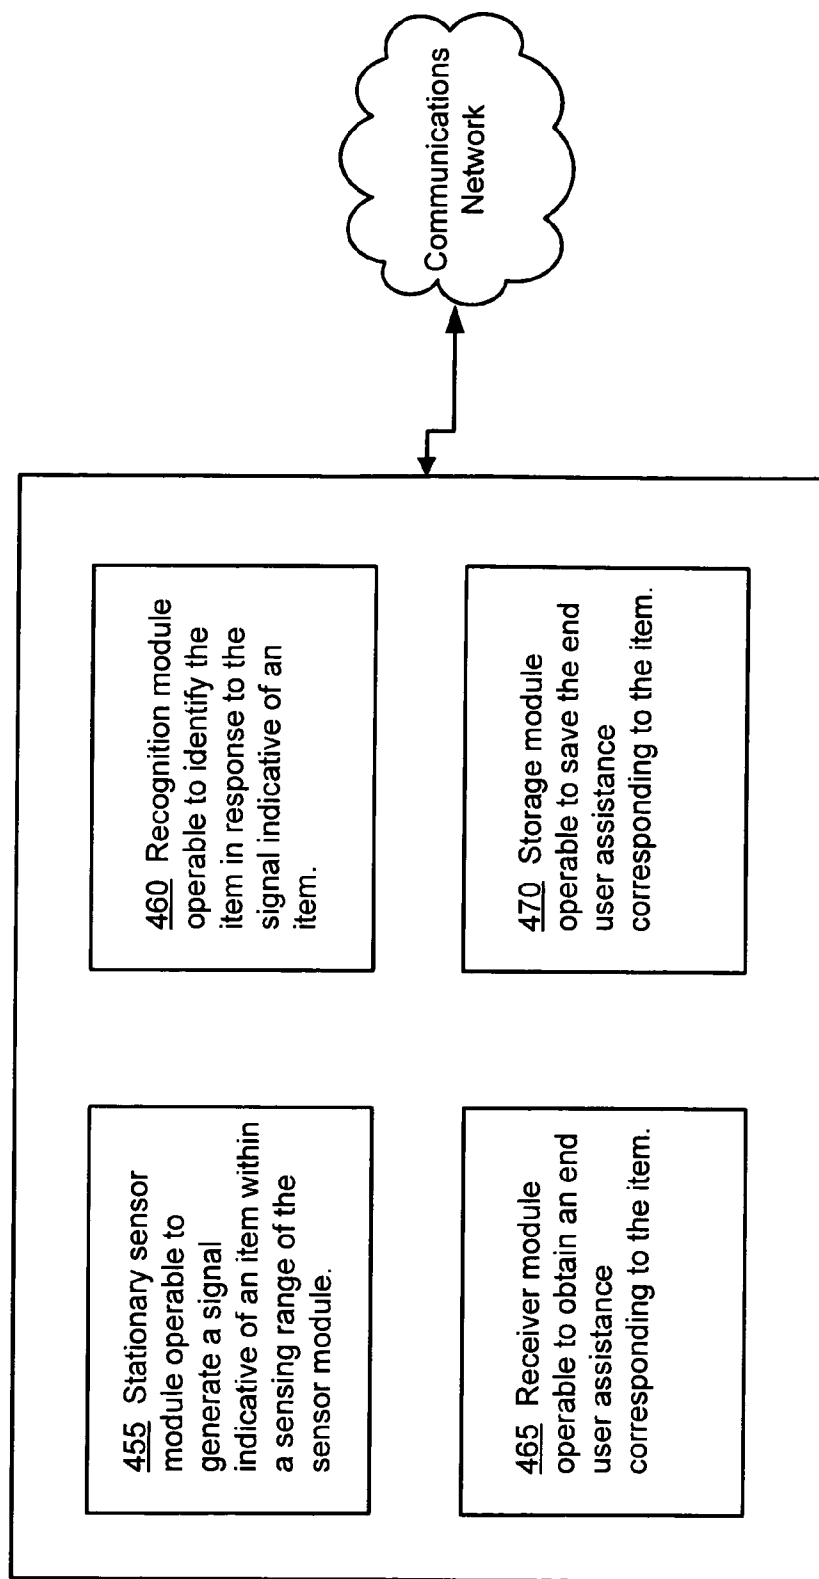 455 Stationary sensor
module operable to
generate a signal
indicative of an item within
a sensing range of the
sensor module.
460 Recognition module
operable to identify the
item in response to the
signal indicative of an
item.
465 Receiver module
operable to obtain an end
user assistance
corresponding to the item.
470 Storage module
operable to save the end
user assistance
corresponding to the item.
Communications
Network